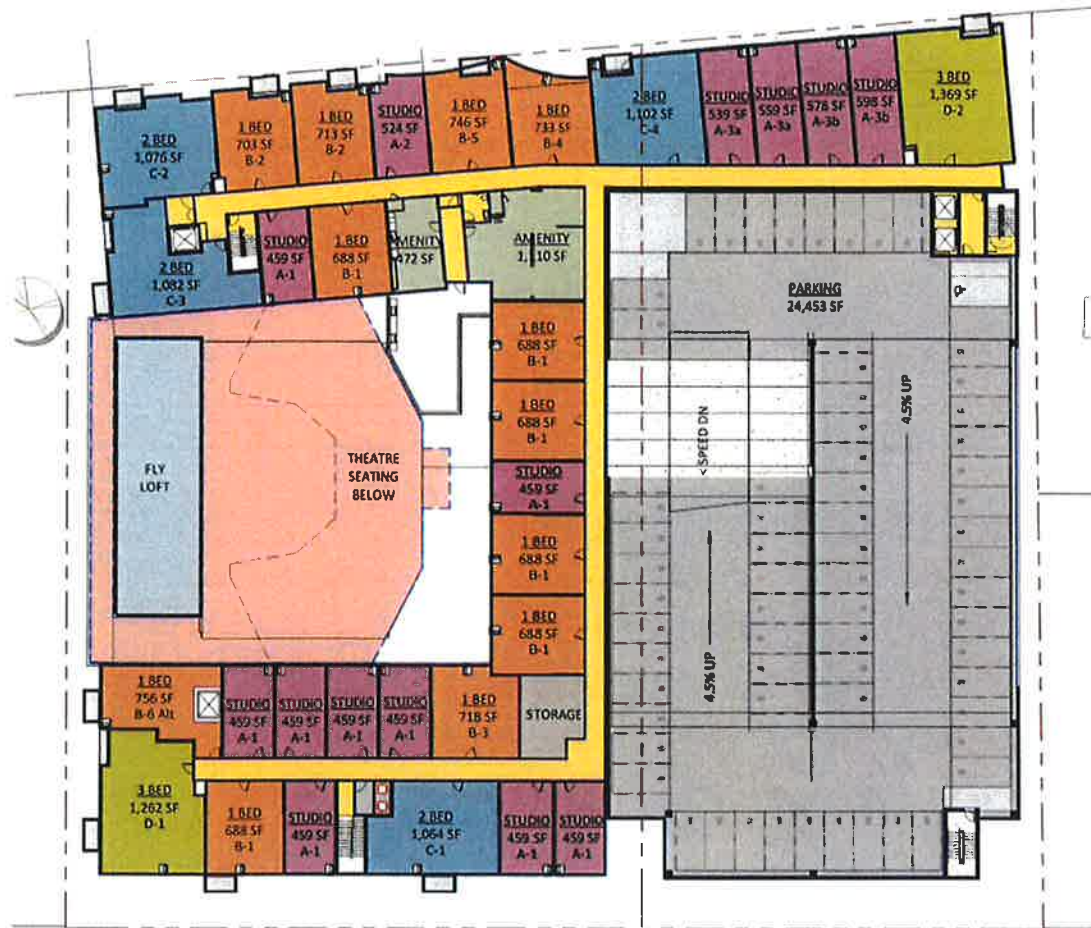 2 BED
1,076 SF
C-2
1 BED
703 SF
B-2
1 BED
713 SF
B-2
STUDIO
524 SF
A-2
1 BED
746 SF
B-5
1 BED
733 SF
B-4
2 BED
1,102 SF
C-4
STUDIO
539 SF
A-3a
STUDIO
559 SF
A-3a
STUDIO
578 SF
A-3b
STUDIO
598 SF
A-3b
3 BED
1,369 SF
D-2
2 BED
1,082 SF
C-3
STUDIO
459 SF
A-1
1 BED
688 SF
B-1
AMENITY
472 SF
AMENITY
PARKING
24,453 SF
1 BED
688 SF
B-1
1 BED
688 SF
B-1
STUDIO
459 SF
A-1
1 BED
688 SF
B-1
1 BED
688 SF
B-1
FLY
LOFT
THEATRE
SEATING
BELOW
< SPEED DN
4.5% UP
4.5% UP
1 BED
756 SF
B-6 Alt
STUDIO
459 SF
A-1
STUDIO
459 SF
A-1
STUDIO
459 SF
A-1
STUDIO
459 SF
A-1
1 BED
718 SF
B-3
STORAGE
3 BED
1,262 SF
D-1
1 BED
688 SF
B-1
STUDIO
459 SF
A-1
2 BED
1,064 SF
C-1
STUDIO
459 SF
A-1
STUDIO
459 SF
A-1